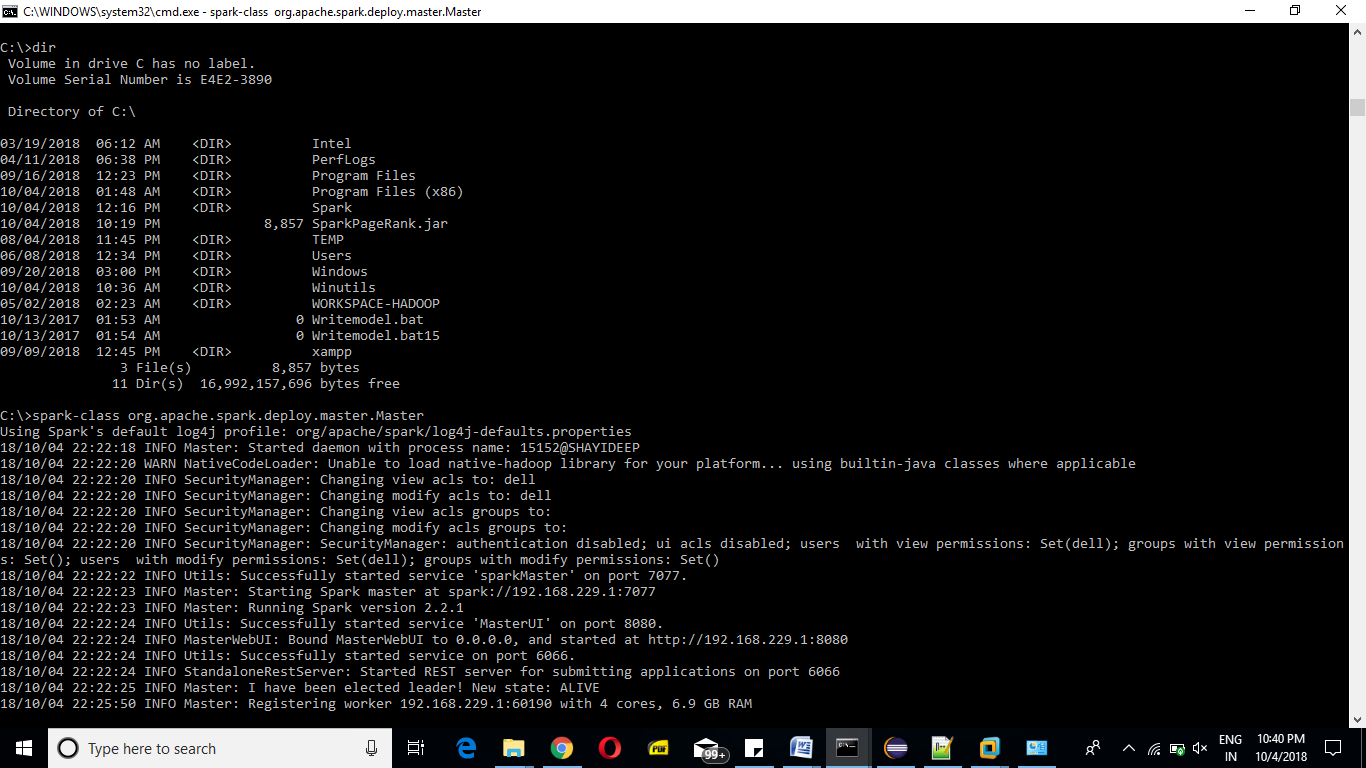 C:\WINDOWS\system32\cmd.exe - spark-class  org.apache.spark.deploy.master.Master
C:\>dir
 Volume in drive C has no label.
 Volume Serial Number is E4E2-3890
 Directory of C:\
03/19/2018  06:12 AM    <DIR>          Intel
04/11/2018  06:38 PM    <DIR>          PerfLogs
09/16/2018  12:23 PM    <DIR>          Program Files
10/04/2018  01:48 AM    <DIR>          Program Files (x86)
10/04/2018  12:16 PM    <DIR>          Spark
10/04/2018  10:19 PM             8,857 SparkPageRank.jar
08/04/2018  11:45 PM    <DIR>          TEMP
06/08/2018  12:34 PM    <DIR>          Users
09/20/2018  03:00 PM    <DIR>          Windows
10/04/2018  10:36 AM    <DIR>          Winutils
05/02/2018  02:23 AM    <DIR>          WORKSPACE-HADOOP
10/13/2017  01:53 AM                 0 Writemodel.bat
10/13/2017  01:54 AM                 0 Writemodel.bat15
09/09/2018  12:45 PM    <DIR>          xampp
               3 File(s)          8,857 bytes
              11 Dir(s)  16,992,157,696 bytes free
C:\>spark-class org.apache.spark.deploy.master.Master
Using Spark's default log4j profile: org/apache/spark/log4j-defaults.properties
18/10/04 22:22:18 INFO Master: Started daemon with process name: 15152@SHAYIDEEP
18/10/04 22:22:20 WARN NativeCodeLoader: Unable to load native-hadoop library for your platform... using builtin-java classes where applicable
18/10/04 22:22:20 INFO SecurityManager: Changing view acls to: dell
18/10/04 22:22:20 INFO SecurityManager: Changing modify acls to: dell
18/10/04 22:22:20 INFO SecurityManager: Changing view acls groups to:
18/10/04 22:22:20 INFO SecurityManager: Changing modify acls groups to:
18/10/04 22:22:20 INFO SecurityManager: SecurityManager: authentication disabled; ui acls disabled; users  with view permissions: Set(dell); groups with view permission
s: Set(); users  with modify permissions: Set(dell); groups with modify permissions: Set()
18/10/04 22:22:22 INFO Utils: Successfully started service 'sparkMaster' on port 7077.
18/10/04 22:22:23 INFO Master: Starting Spark master at spark://192.168.229.1:7077
18/10/04 22:22:23 INFO Master: Running Spark version 2.2.1
18/10/04 22:22:24 INFO Utils: Successfully started service 'MasterUI' on port 8080.
18/10/04 22:22:24 INFO MasterWebUI: Bound MasterWebUI to 0.0.0.0, and started at http://192.168.229.1:8080
18/10/04 22:22:24 INFO Utils: Successfully started service on port 6066.
18/10/04 22:22:24 INFO StandaloneRestServer: Started REST server for submitting applications on port 6066
18/10/04 22:22:25 INFO Master: I have been elected leader! New state: ALIVE
18/10/04 22:25:50 INFO Master: Registering worker 192.168.229.1:60190 with 4 cores, 6.9 GB RAM
Type here to search
PDF
99+
ENG
IN
10:40 PM
10/4/2018